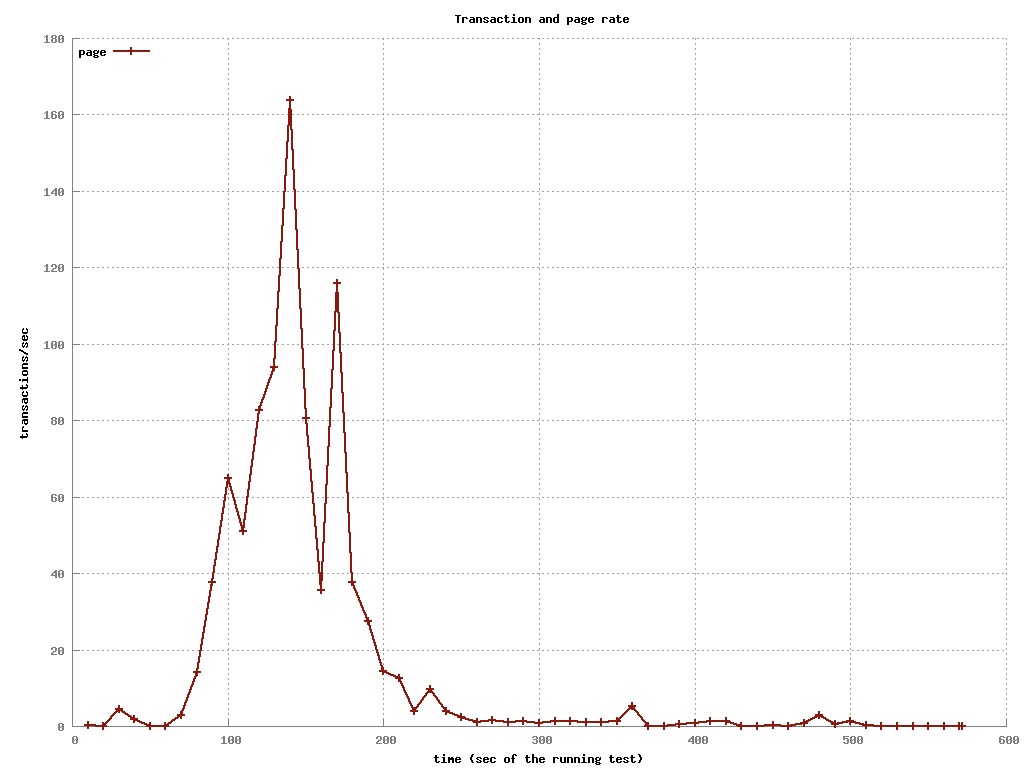 Transaction and page rate
page
180
160
140
120
100
80
60
40
20
0
transactions/sec
0 100 200 300 400 500 600
time (sec of the running test)